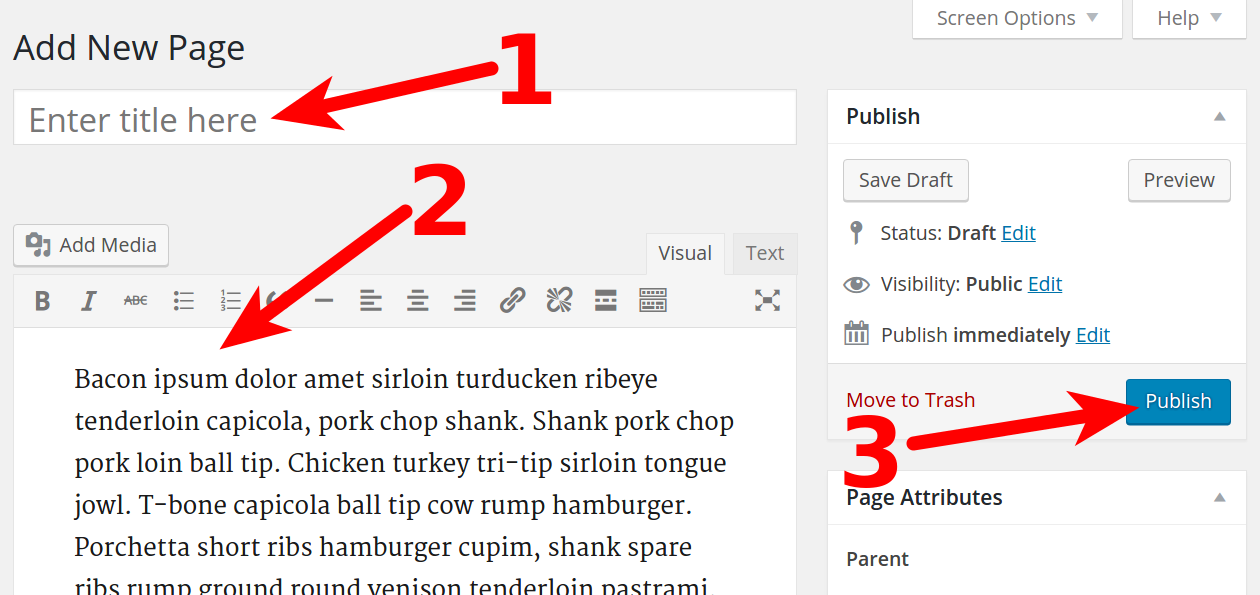 Screen Options
Help
Add New Page
1
Enter title here
2
Add Media
Visual
Text
B I ABC
Bacon ipsum dolor amet sirloin turducken ribeye
tenderloin capicola, pork chop shank. Shank pork chop
pork loin ball tip. Chicken turkey tri-tip sirloin tongue
jowl. T-bone capicola ball tip cow rump hamburger.
Porchetta short ribs hamburger cupim, shank spare
ribs rump ground round venison tenderloin pastrami.
Publish
Save Draft
Preview
Status: Draft Edit
Visibility: Public Edit
Publish immediately Edit
Move to Trash
Publish
3
Page Attributes
Parent